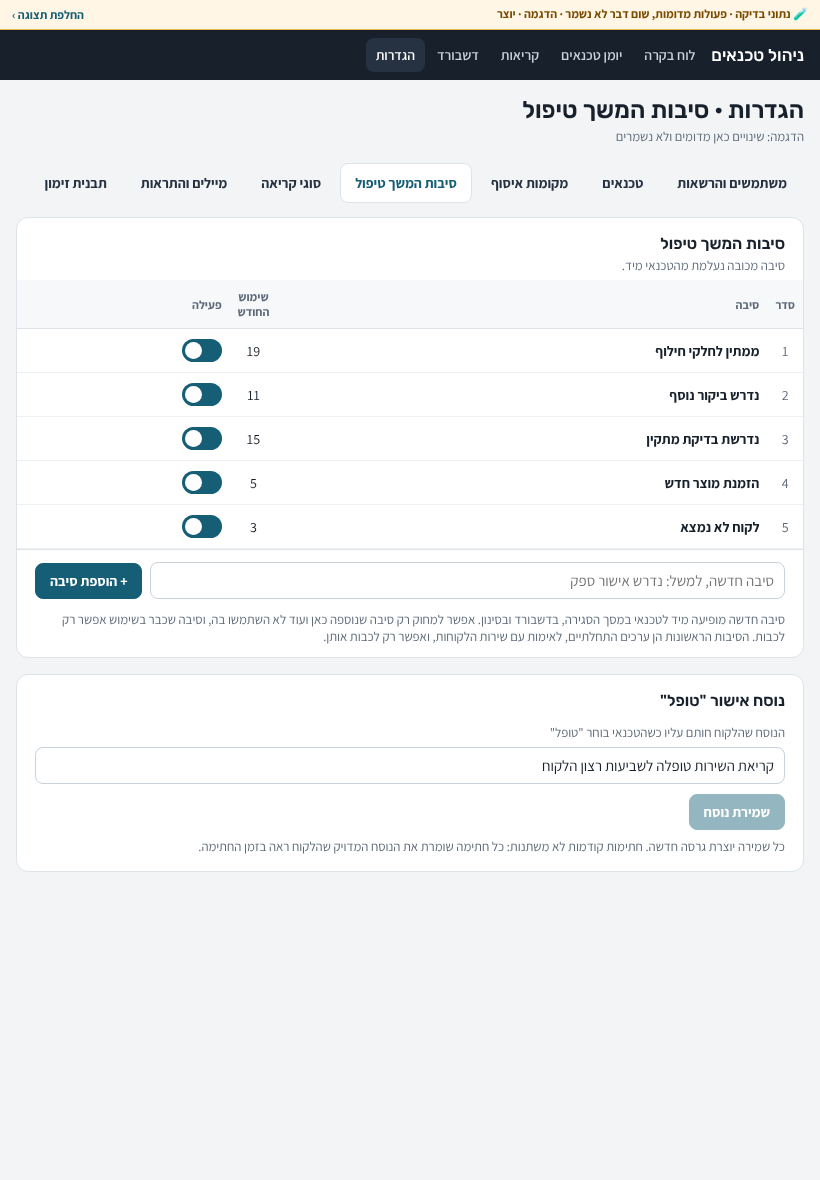 🧪 נתוני בדיקה · פעולות מדומות, שום דבר לא נשמר · הדגמה · יוצר
החלפת תצוגה ›
ניהול טכנאים
לוח בקרה
יומן טכנאים
קריאות
דשבורד
הגדרות
הגדרות • סיבות המשך טיפול
הדגמה: שינויים כאן מדומים ולא נשמרים
משתמשים והרשאות
טכנאים
מקומות איסוף
סיבות המשך טיפול
סוגי קריאה
מיילים והתראות
תבנית זימון
סיבות המשך טיפול
סיבה מכובה נעלמת מהטכנאי מיד.
סדר סיבה שימוש החודש פעילה
1 ממתין לחלקי חילוף 19
2 נדרש ביקור נוסף 11
3 נדרשת בדיקת מתקין 15
4 הזמנת מוצר חדש 5
5 לקוח לא נמצא 3
סיבה חדשה, למשל: נדרש אישור ספק
+ הוספת סיבה
סיבה חדשה מופיעה מיד לטכנאי במסך הסגירה, בדשבורד ובסינון. אפשר למחוק רק סיבה שנוספה כאן ועוד לא השתמשו בה, וסיבה שכבר בשימוש אפשר רק
לכבות. הסיבות הראשונות הן ערכים התחלתיים, לאימות עם שירות הלקוחות, ואפשר רק לכבות אותן.
נוסח אישור "טופל"
הנוסח שהלקוח חותם עליו כשהטכנאי בוחר "טופל"
קריאת השירות טופלה לשביעות רצון הלקוח
שמירת נוסח
כל שמירה יוצרת גרסה חדשה. חתימות קודמות לא משתנות: כל חתימה שומרת את הנוסח המדויק שהלקוח ראה בזמן החתימה.